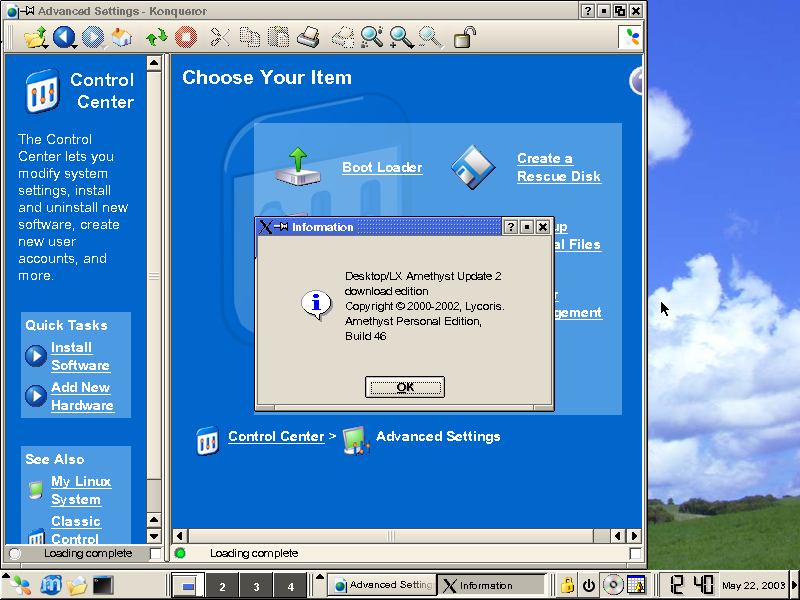 Advanced Settings - Konqueror
Control
Center
The Control
Center lets you
modify system
settings, install
and uninstall new
software, create
new user
accounts, and
more.
Quick Tasks
Install
Software
Add New
Hardware
See Also
My Linux
System
Classic
Control
Loading complete
Choose Your Item
Boot Loader
Create a
Rescue Disk
up
al Files
gement
Information
Desktop/LX Amethyst Update 2
download edition
Copyright © 2000-2002, Lycoris.
Amethyst Personal Edition,
Build 46
OK
Control Center >
Advanced Settings
Loading complete
2
3
4
Advanced Setting
Information
12 40
May 22, 2003